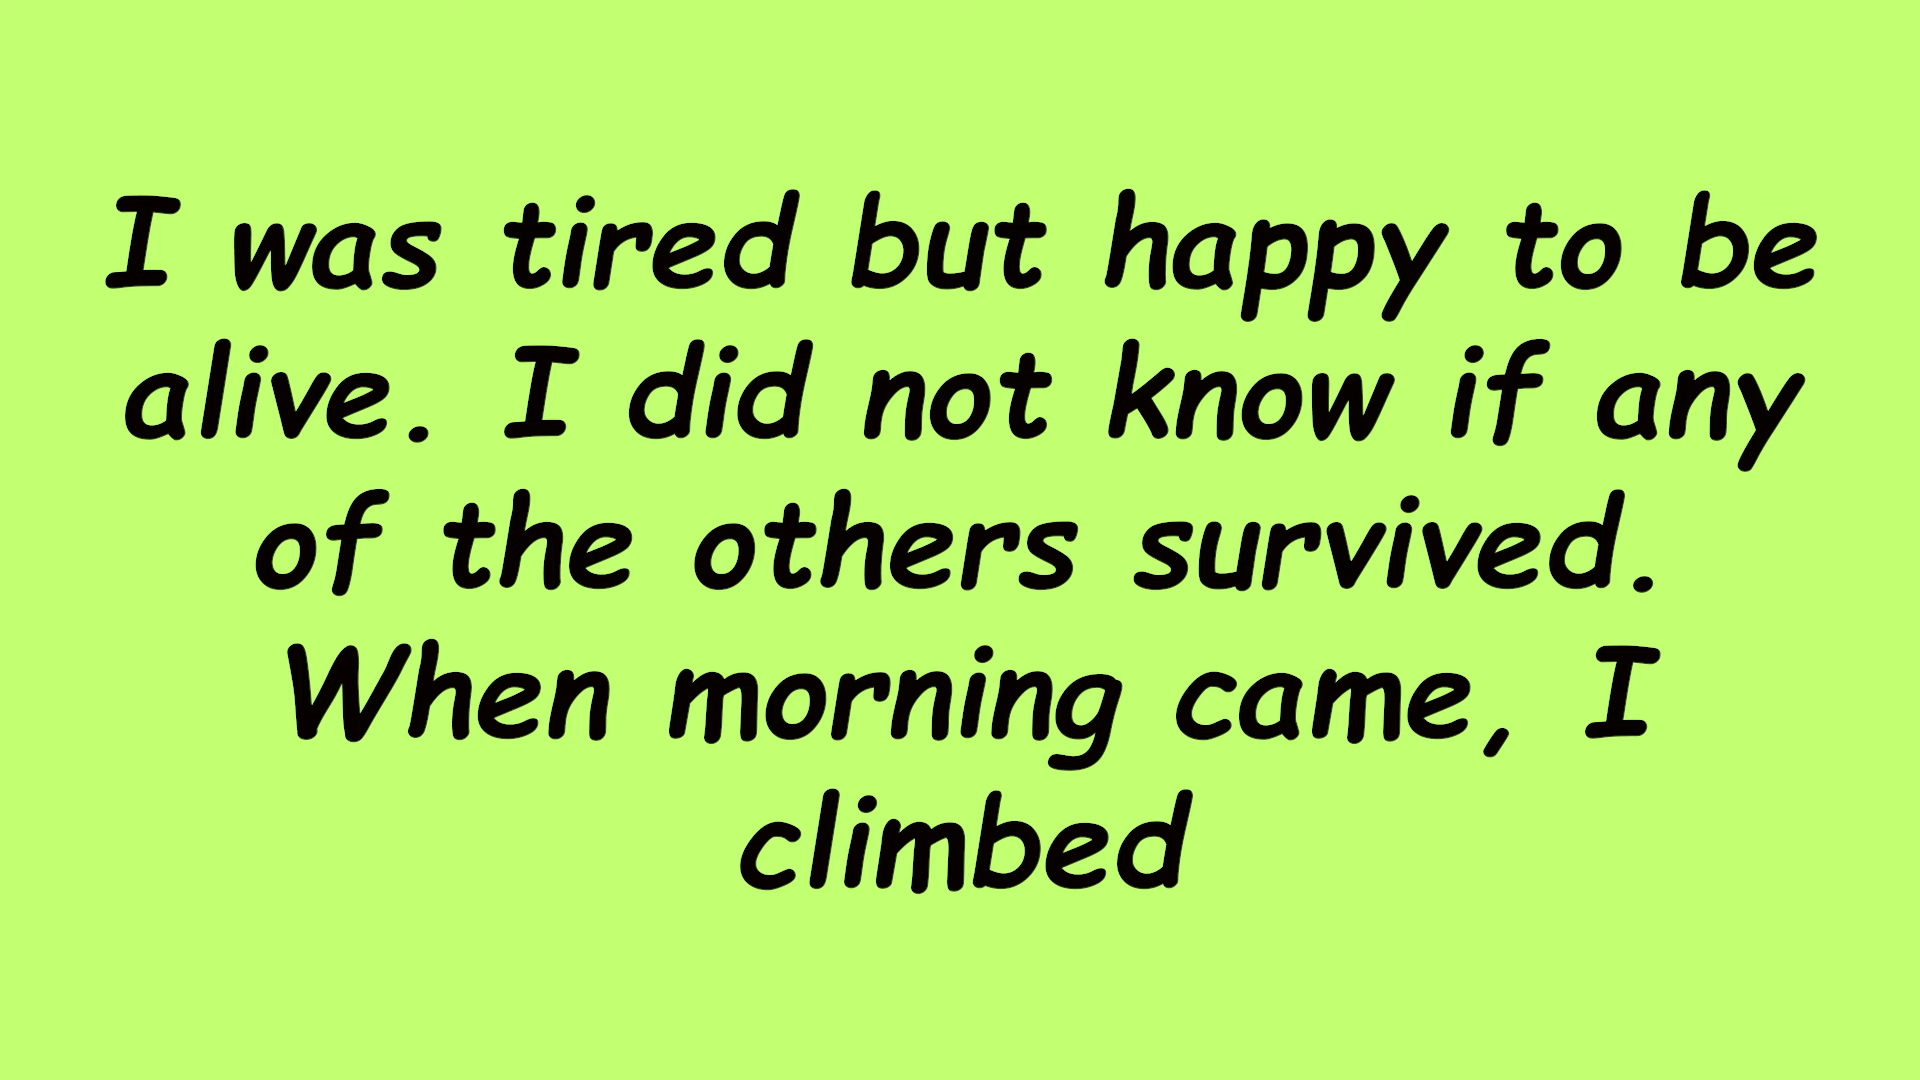 I was tired but happy to be
alive. I did not know if any
of the others survived.
When morning came, I
climbed